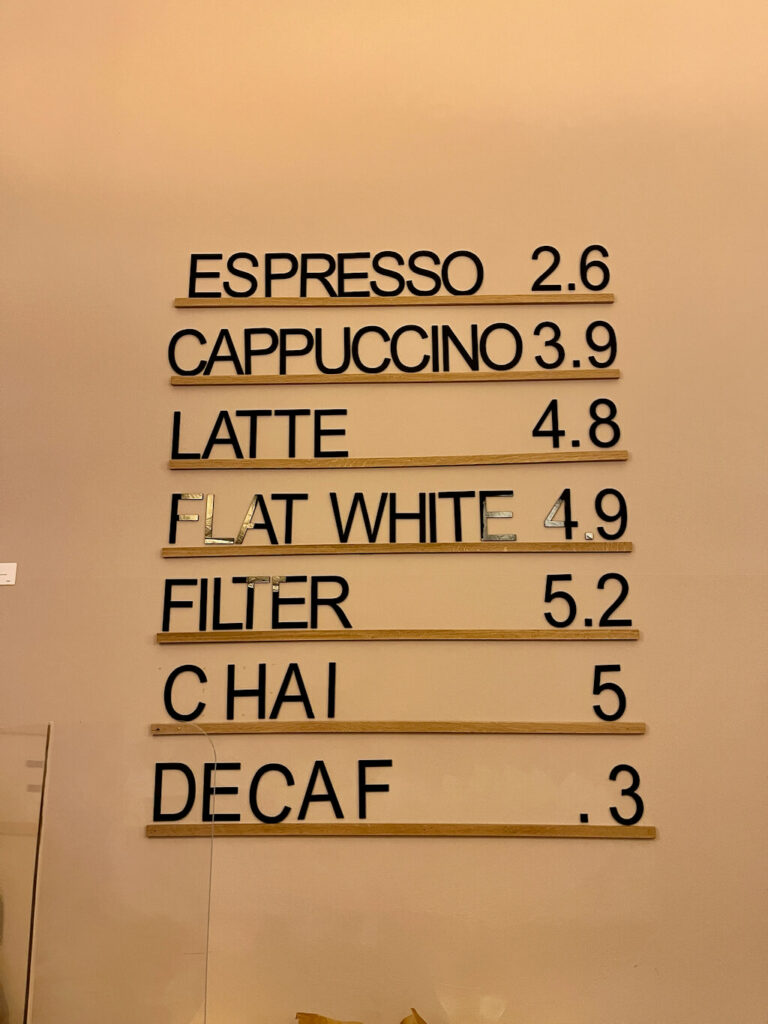 ESPRESSO 2.6
CAPPUCCINO 3.9
LATTE 4.8
FLAT WHITE 4.9
FILTER 5.2
CHAI 5
DECAF .3